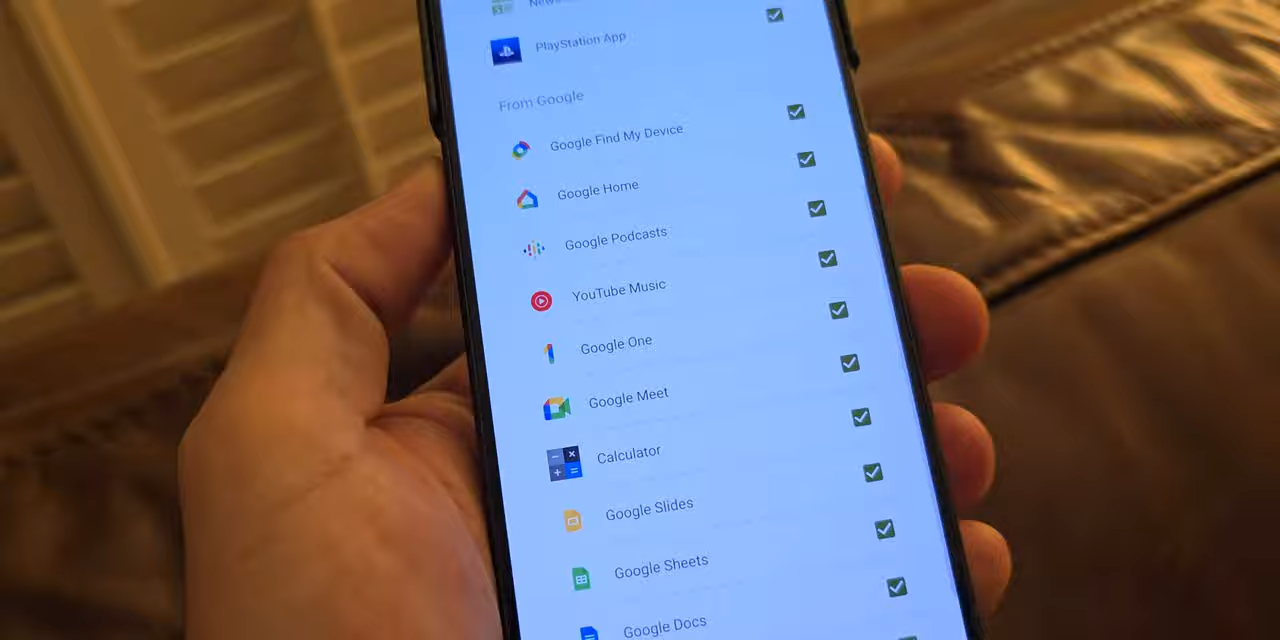 PlayStation App
From Google
Google Find My Device
Google Home
Google Podcasts
YouTube Music
Google One
Google Meet
Calculator
Google Slides
Google Sheets
Google Docs